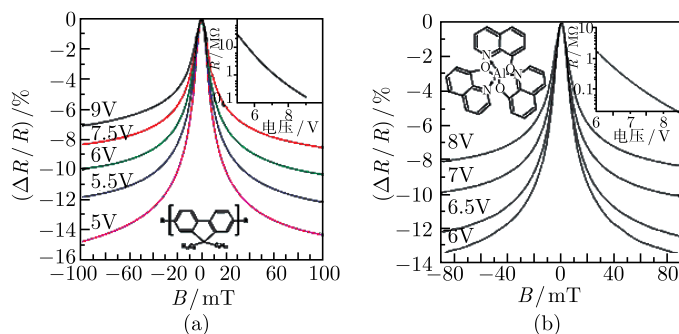 (ΔR/R)/%
0
−2
−4
−6
−8
−10
−12
−14
−16
9V
7.5V
6V
5.5V
5V
R/MΩ
10
1
0.1
6
8
电压/V
−100
−60
−20
0
20
60
100
B/mT
(a)
(ΔR/R)/%
0
−2
−4
−6
−8
−10
−12
−14
8V
7V
6.5V
6V
N
O
O
Al
N
N
O
R/MΩ
10
1
0.1
6
7
8
电压/V
−80
−40
0
40
80
B/mT
(b)